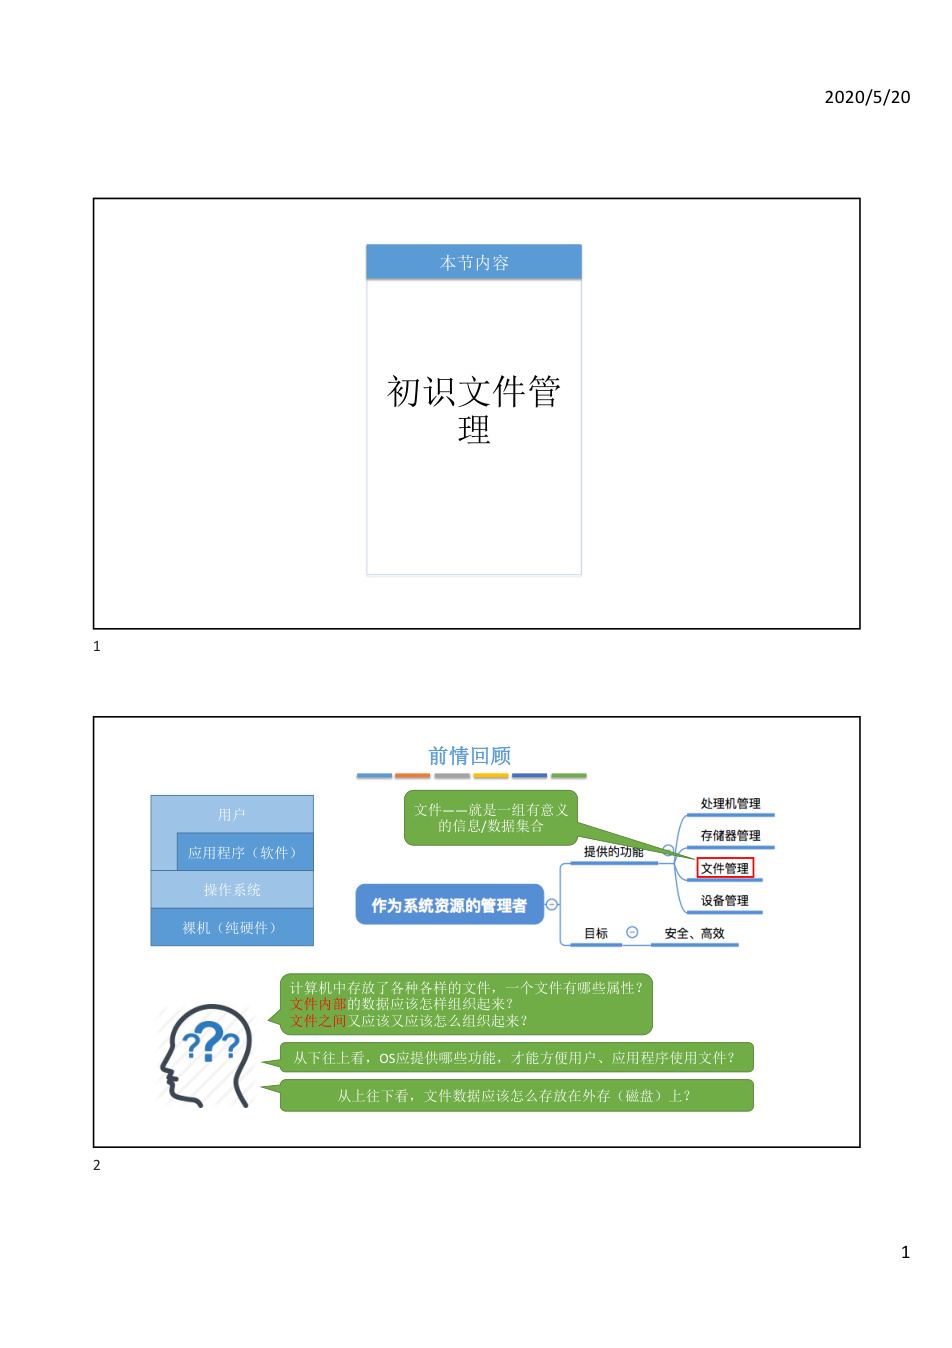 2020/5/20
本节内容
初识文件管
理
1
前情回顾
用户
应用程序（软件）
操作系统
裸机（纯硬件）
文件——就是一组有意义
的信息/数据集合
作为系统资源的管理者
提供的功能
处理机管理
存储器管理
文件管理
设备管理
目标
安全、高效
???
计算机中存放了各种各样的文件，一个文件有哪些属性？
文件内部的数据应该怎样组织起来？
文件之间又应该又应该怎么组织起来？
从下往上看，OS应提供哪些功能，才能方便用户、应用程序使用文件？
从上往下看，文件数据应该怎么存放在外存（磁盘）上？
2
1